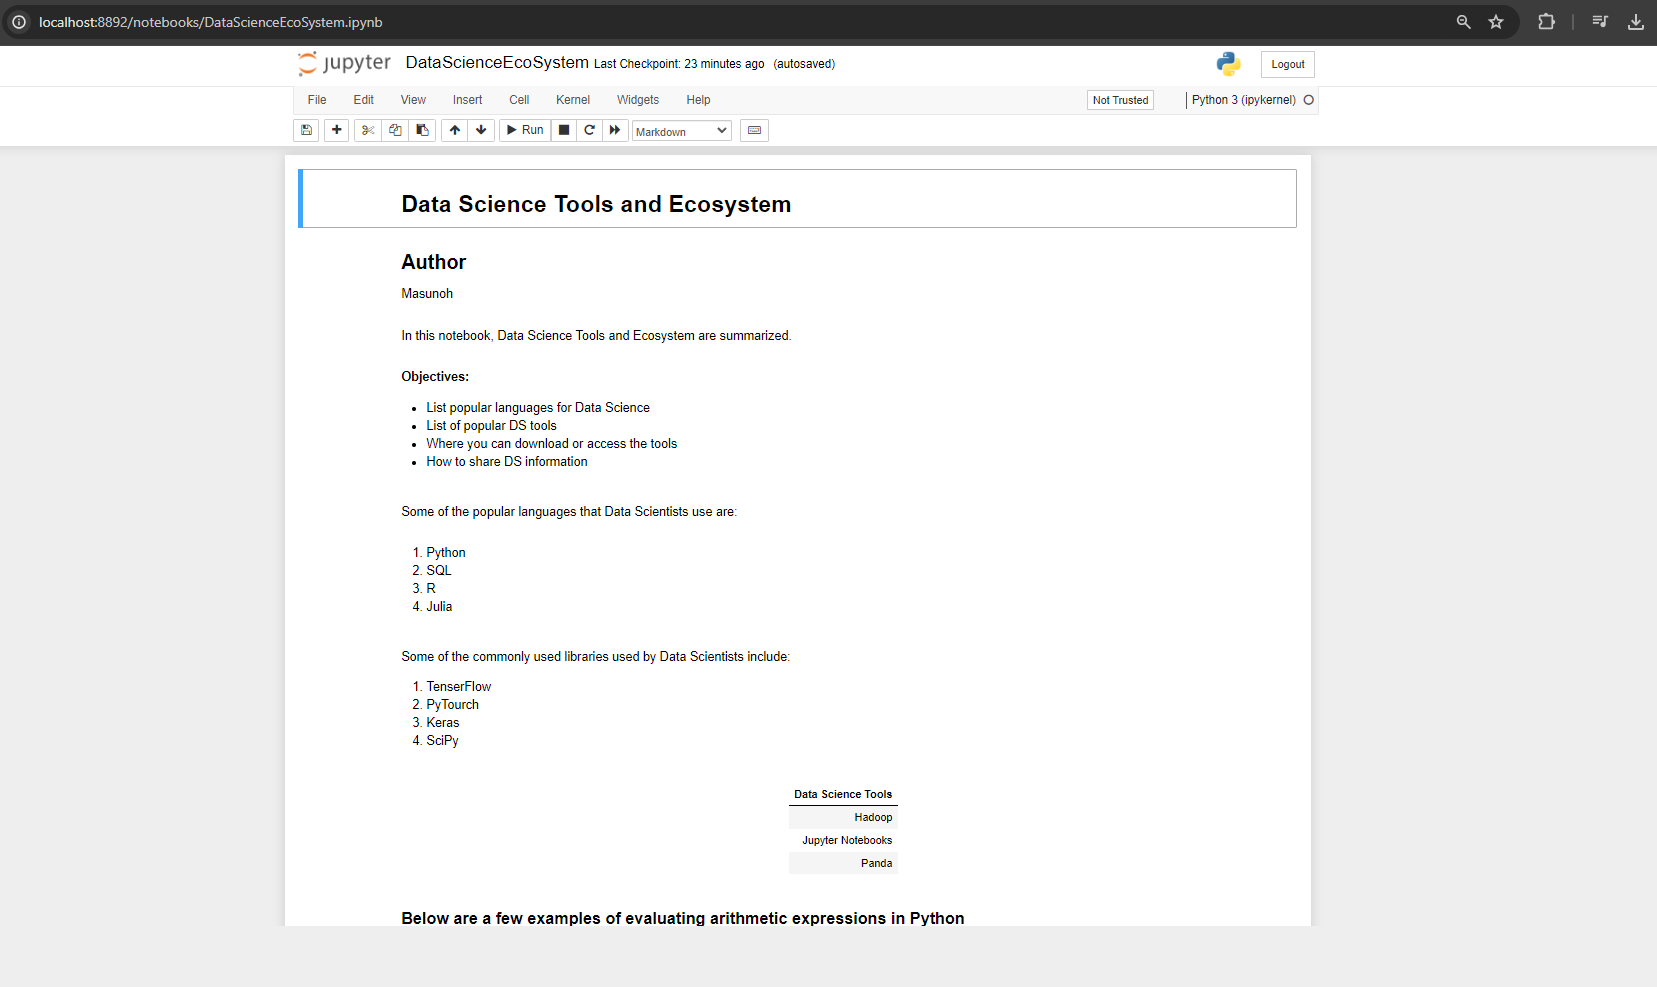 localhost:8892/notebooks/DataScienceEcoSystem.ipynb
jupyter DataScienceEcoSystem Last Checkpoint: 23 minutes ago (autosaved) Logout
File Edit View Insert Cell Kernel Widgets Help Not Trusted Python 3 (ipykernel)
Run Markdown
Data Science Tools and Ecosystem
Author
Masunoh
In this notebook, Data Science Tools and Ecosystem are summarized.
Objectives:
• List popular languages for Data Science
• List of popular DS tools
• Where you can download or access the tools
• How to share DS information
Some of the popular languages that Data Scientists use are:
1. Python
2. SQL
3. R
4. Julia
Some of the commonly used libraries used by Data Scientists include:
1. TenserFlow
2. PyTourch
3. Keras
4. SciPy
Data Science Tools
Hadoop
Jupyter Notebooks
Panda
Below are a few examples of evaluating arithmetic expressions in Python